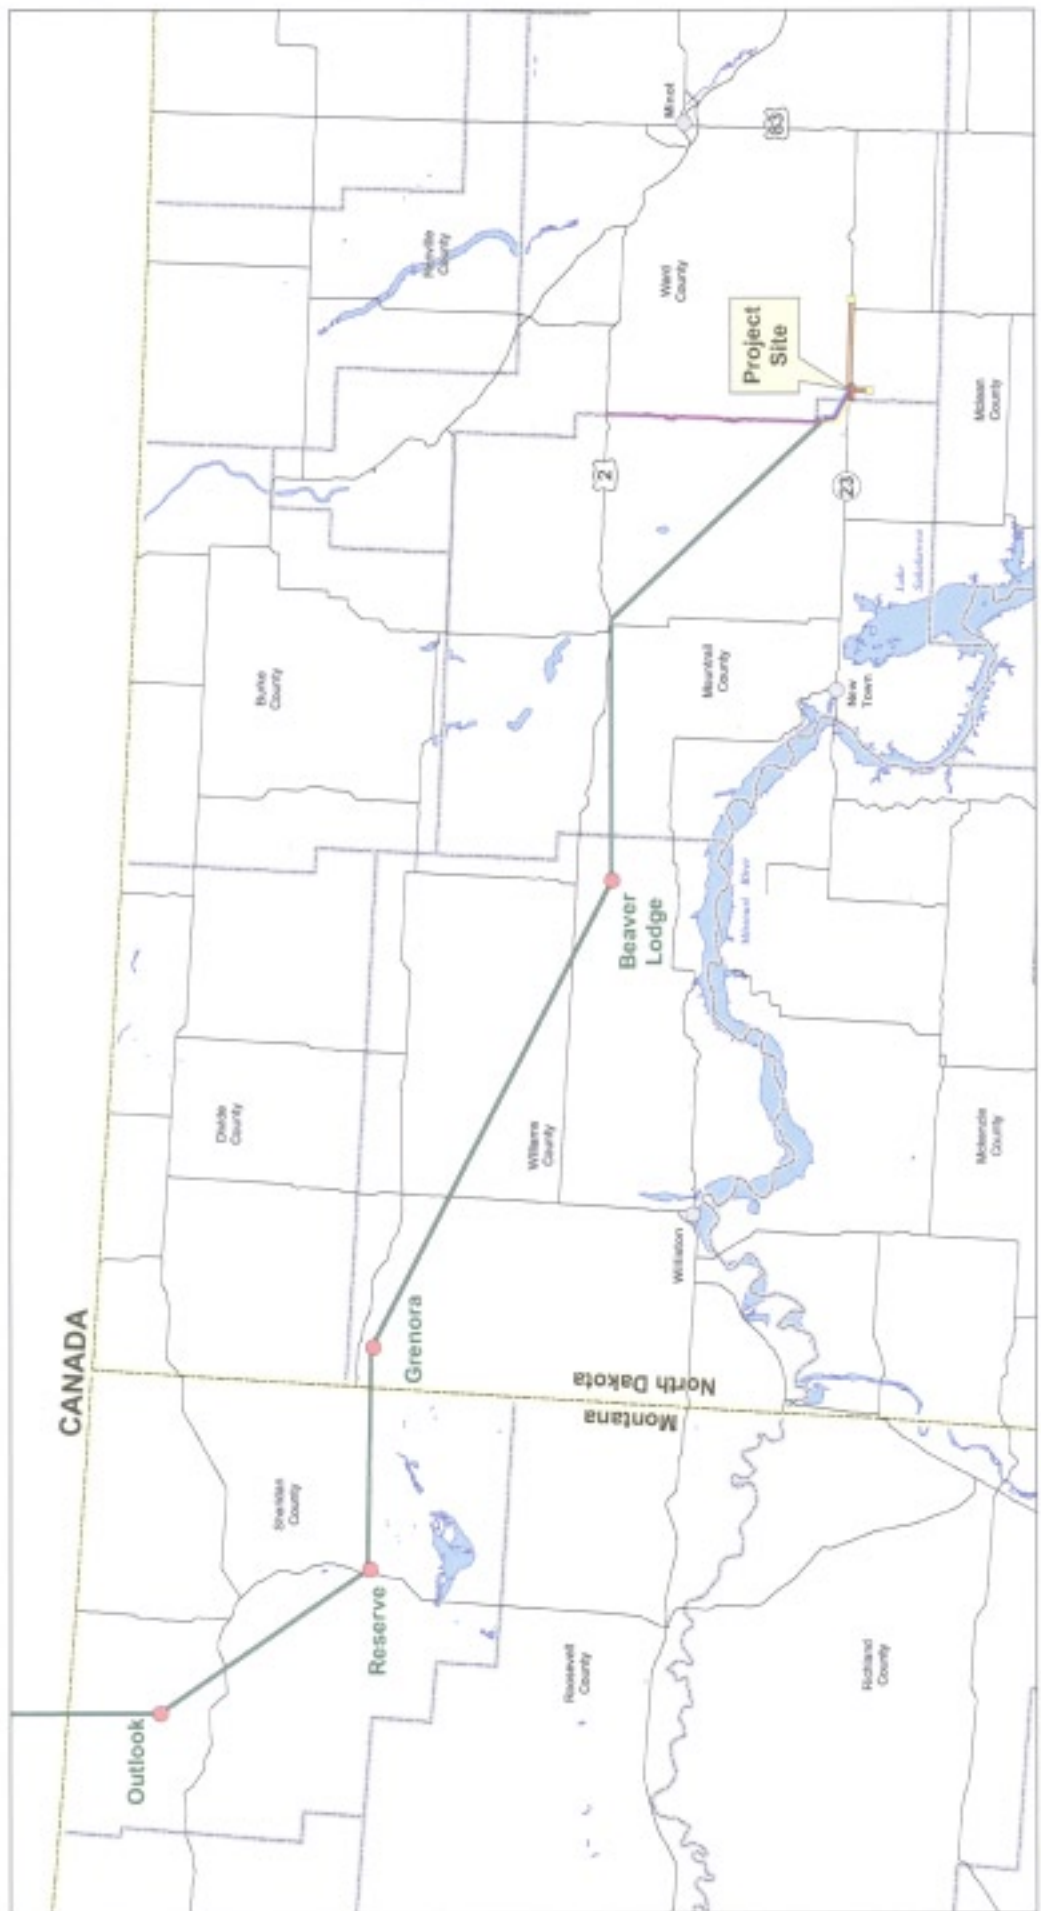 CANADA
Outlook
Reserve
Grenora
Beaver
Lodge
Project
Site
Montana
North Dakota
Sheridan
County
Roosevelt
County
Richland
County
Divide
County
Williams
County
Williston
McKenzie
County
Burke
County
Mountrail
County
New
Town
Missouri River
Lake
Sakakawea
Renville
County
Ward
County
Minot
Mclean
County
2
23
83